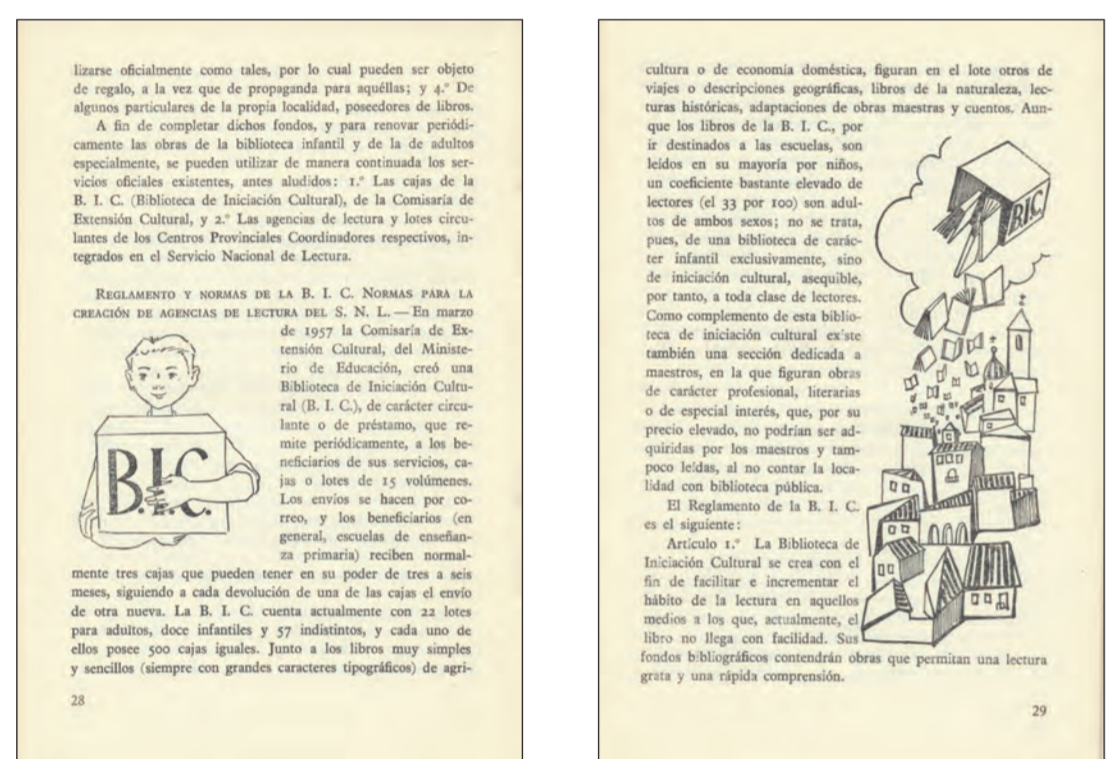 lizarse oficialmente como tales, por lo cual pueden ser objeto
de regalo, a la vez que de propaganda para aquéllas; y 4.º De
algunos particulares de la propia localidad, poseedores de libros.
A fin de completar dichos fondos, y para renovar periódi-
camente las obras de la biblioteca infantil y de la de adultos
especialmente, se pueden utilizar de manera continuada los ser-
vicios oficiales existentes, antes aludidos: 1.º Las cajas de la
B. I. C. (Biblioteca de Iniciación Cultural), de la Comisaría de
Extensión Cultural, y 2.º Las agencias de lectura y lotes circu-
lantes de los Centros Provinciales Coordinadores respectivos, in-
tegrados en el Servicio Nacional de Lectura.
REGLAMENTO Y NORMAS DE LA B. I. C. NORMAS PARA LA
CREACIÓN DE AGENCIAS DE LECTURA DEL S. N. L. — En marzo
de 1957 la Comisaría de Ex-
tensión Cultural, del Ministe-
rio de Educación, creó una
Biblioteca de Iniciación Cultu-
ral (B. I. C.), de carácter circu-
lante o de préstamo, que re-
mite periódicamente, a los be-
neficiarios de sus servicios, ca-
jas o lotes de 15 volúmenes.
Los envíos se hacen por co-
rreo, y los beneficiarios (en
general, escuelas de enseñan-
za primaria) reciben normal-
B.I.C.
mente tres cajas que pueden tener en su poder de tres a seis
meses, siguiendo a cada devolución de una de las cajas el envío
de otra nueva. La B. I. C. cuenta actualmente con 22 lotes
para adultos, doce infantiles y 57 indistintos, y cada uno de
ellos posee 500 cajas iguales. Junto a los libros muy simples
y sencillos (siempre con grandes caracteres tipográficos) de agri-
28
cultura o de economía doméstica, figuran en el lote otros de
viajes o descripciones geográficas, libros de la naturaleza, lec-
turas históricas, adaptaciones de obras maestras y cuentos. Aun-
que los libros de la B. I. C., por
ir destinados a las escuelas, son
leídos en su mayoría por niños,
un coeficiente bastante elevado de
lectores (el 33 por 100) son adul-
tos de ambos sexos; no se trata,
pues, de una biblioteca de carác-
ter infantil exclusivamente, sino
de iniciación cultural, asequible,
por tanto, a toda clase de lectores.
Como complemento de esta biblio-
teca de iniciación cultural existe
también una sección dedicada a
maestros, en la que figuran obras
de carácter profesional, literarias
o de especial interés, que, por su
precio elevado, no podrían ser ad-
quiridas por los maestros y tam-
poco leídas, al no contar la loca-
lidad con biblioteca pública.
El Reglamento de la B. I. C.
es el siguiente:
Artículo 1.º La Biblioteca de
Iniciación Cultural se crea con el
fin de facilitar e incrementar el
hábito de la lectura en aquellos
medios a los que, actualmente, el
libro no llega con facilidad. Sus
B.I.C.
fondos bibliográficos contendrán obras que permitan una lectura
grata y una rápida comprensión.
29